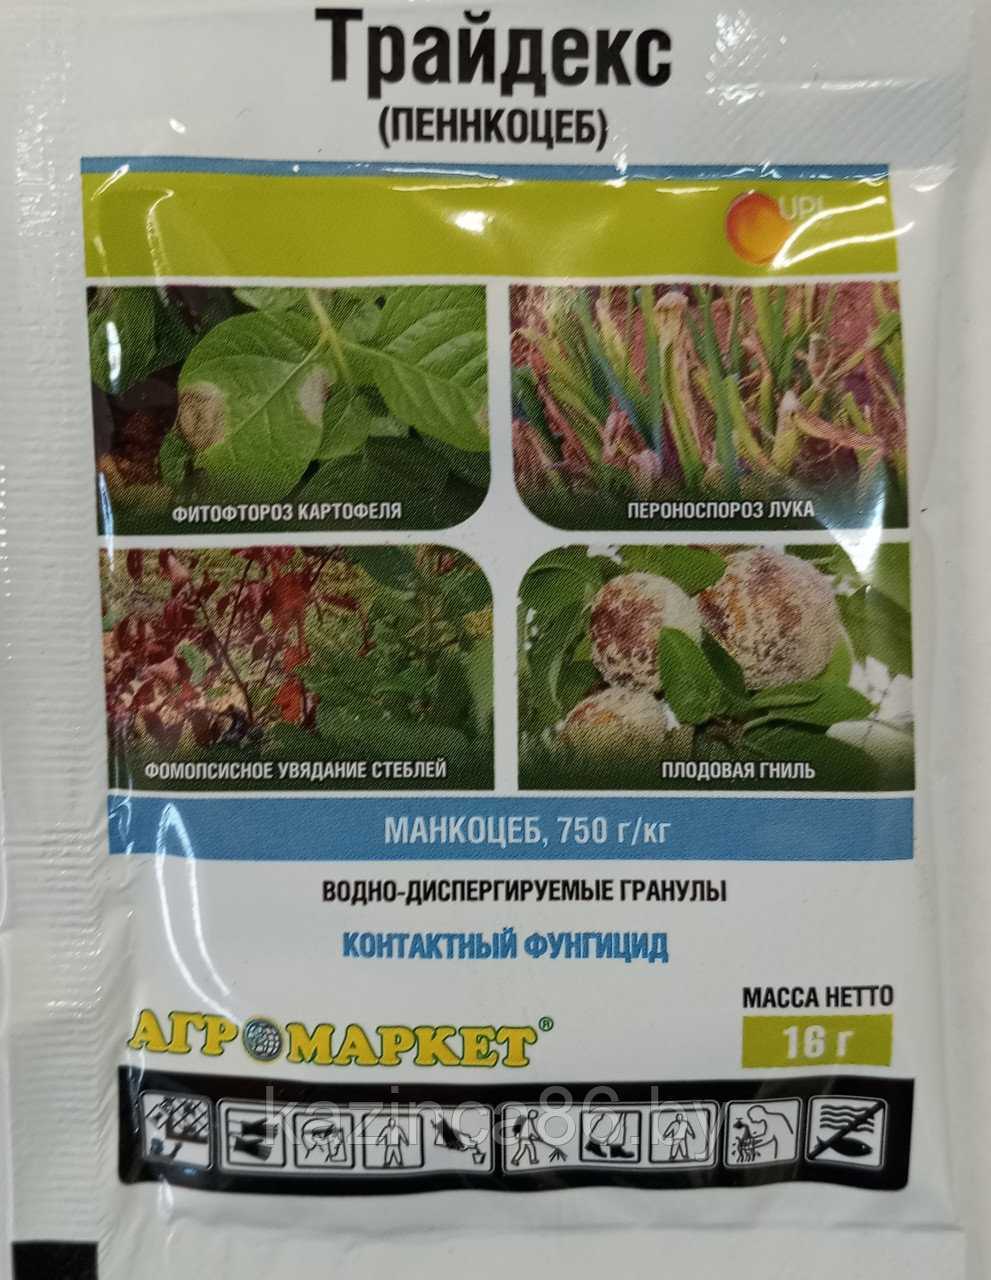 Трайдекс
(ПЕННКОЦЕБ)
UPL
ФИТОФТОРОЗ КАРТОФЕЛЯ
ПЕРОНОСПОРОЗ ЛУКА
ФОМОПСИСНОЕ УВЯДАНИЕ СТЕБЛЕЙ
ПЛОДОВАЯ ГНИЛЬ
МАНКОЦЕБ, 750 г/кг
ВОДНО-ДИСПЕРГИРУЕМЫЕ ГРАНУЛЫ
КОНТАКТНЫЙ ФУНГИЦИД
МАССА НЕТТО
16 г
АГРОМАРКЕТ®
kazinca86.by